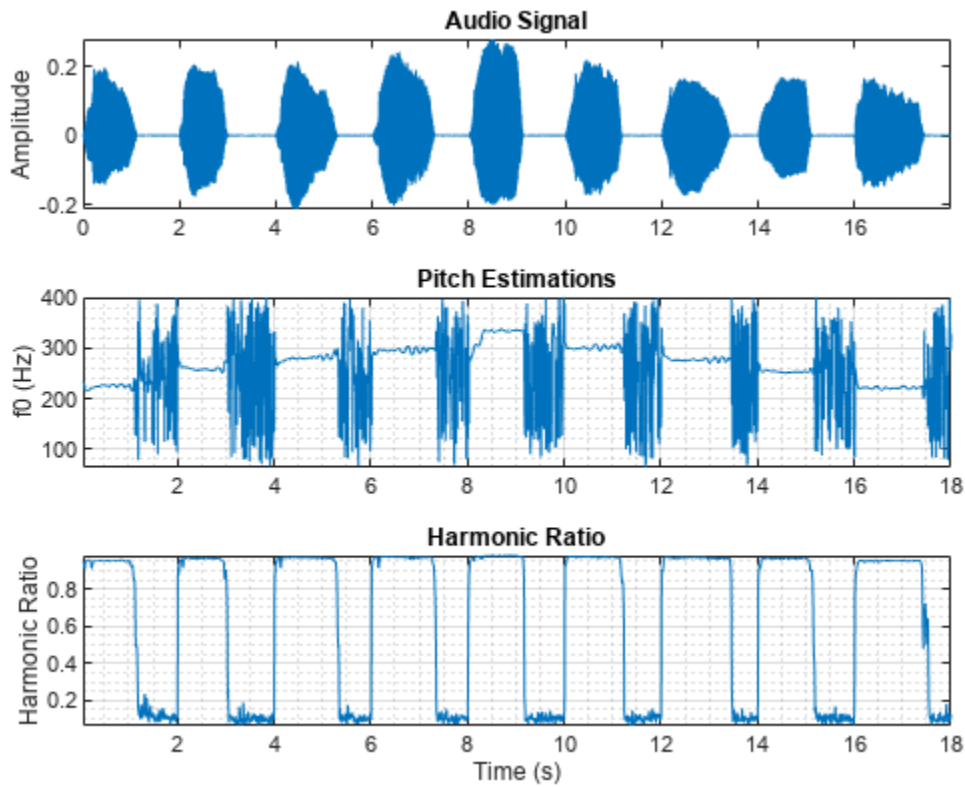 Audio Signal
Amplitude
0.2
0
-0.2
0 2 4 6 8 10 12 14 16
Pitch Estimations
f0 (Hz)
400
300
200
100
2 4 6 8 10 12 14 16 18
Harmonic Ratio
Harmonic Ratio
0.8
0.6
0.4
0.2
2 4 6 8 10 12 14 16 18
Time (s)